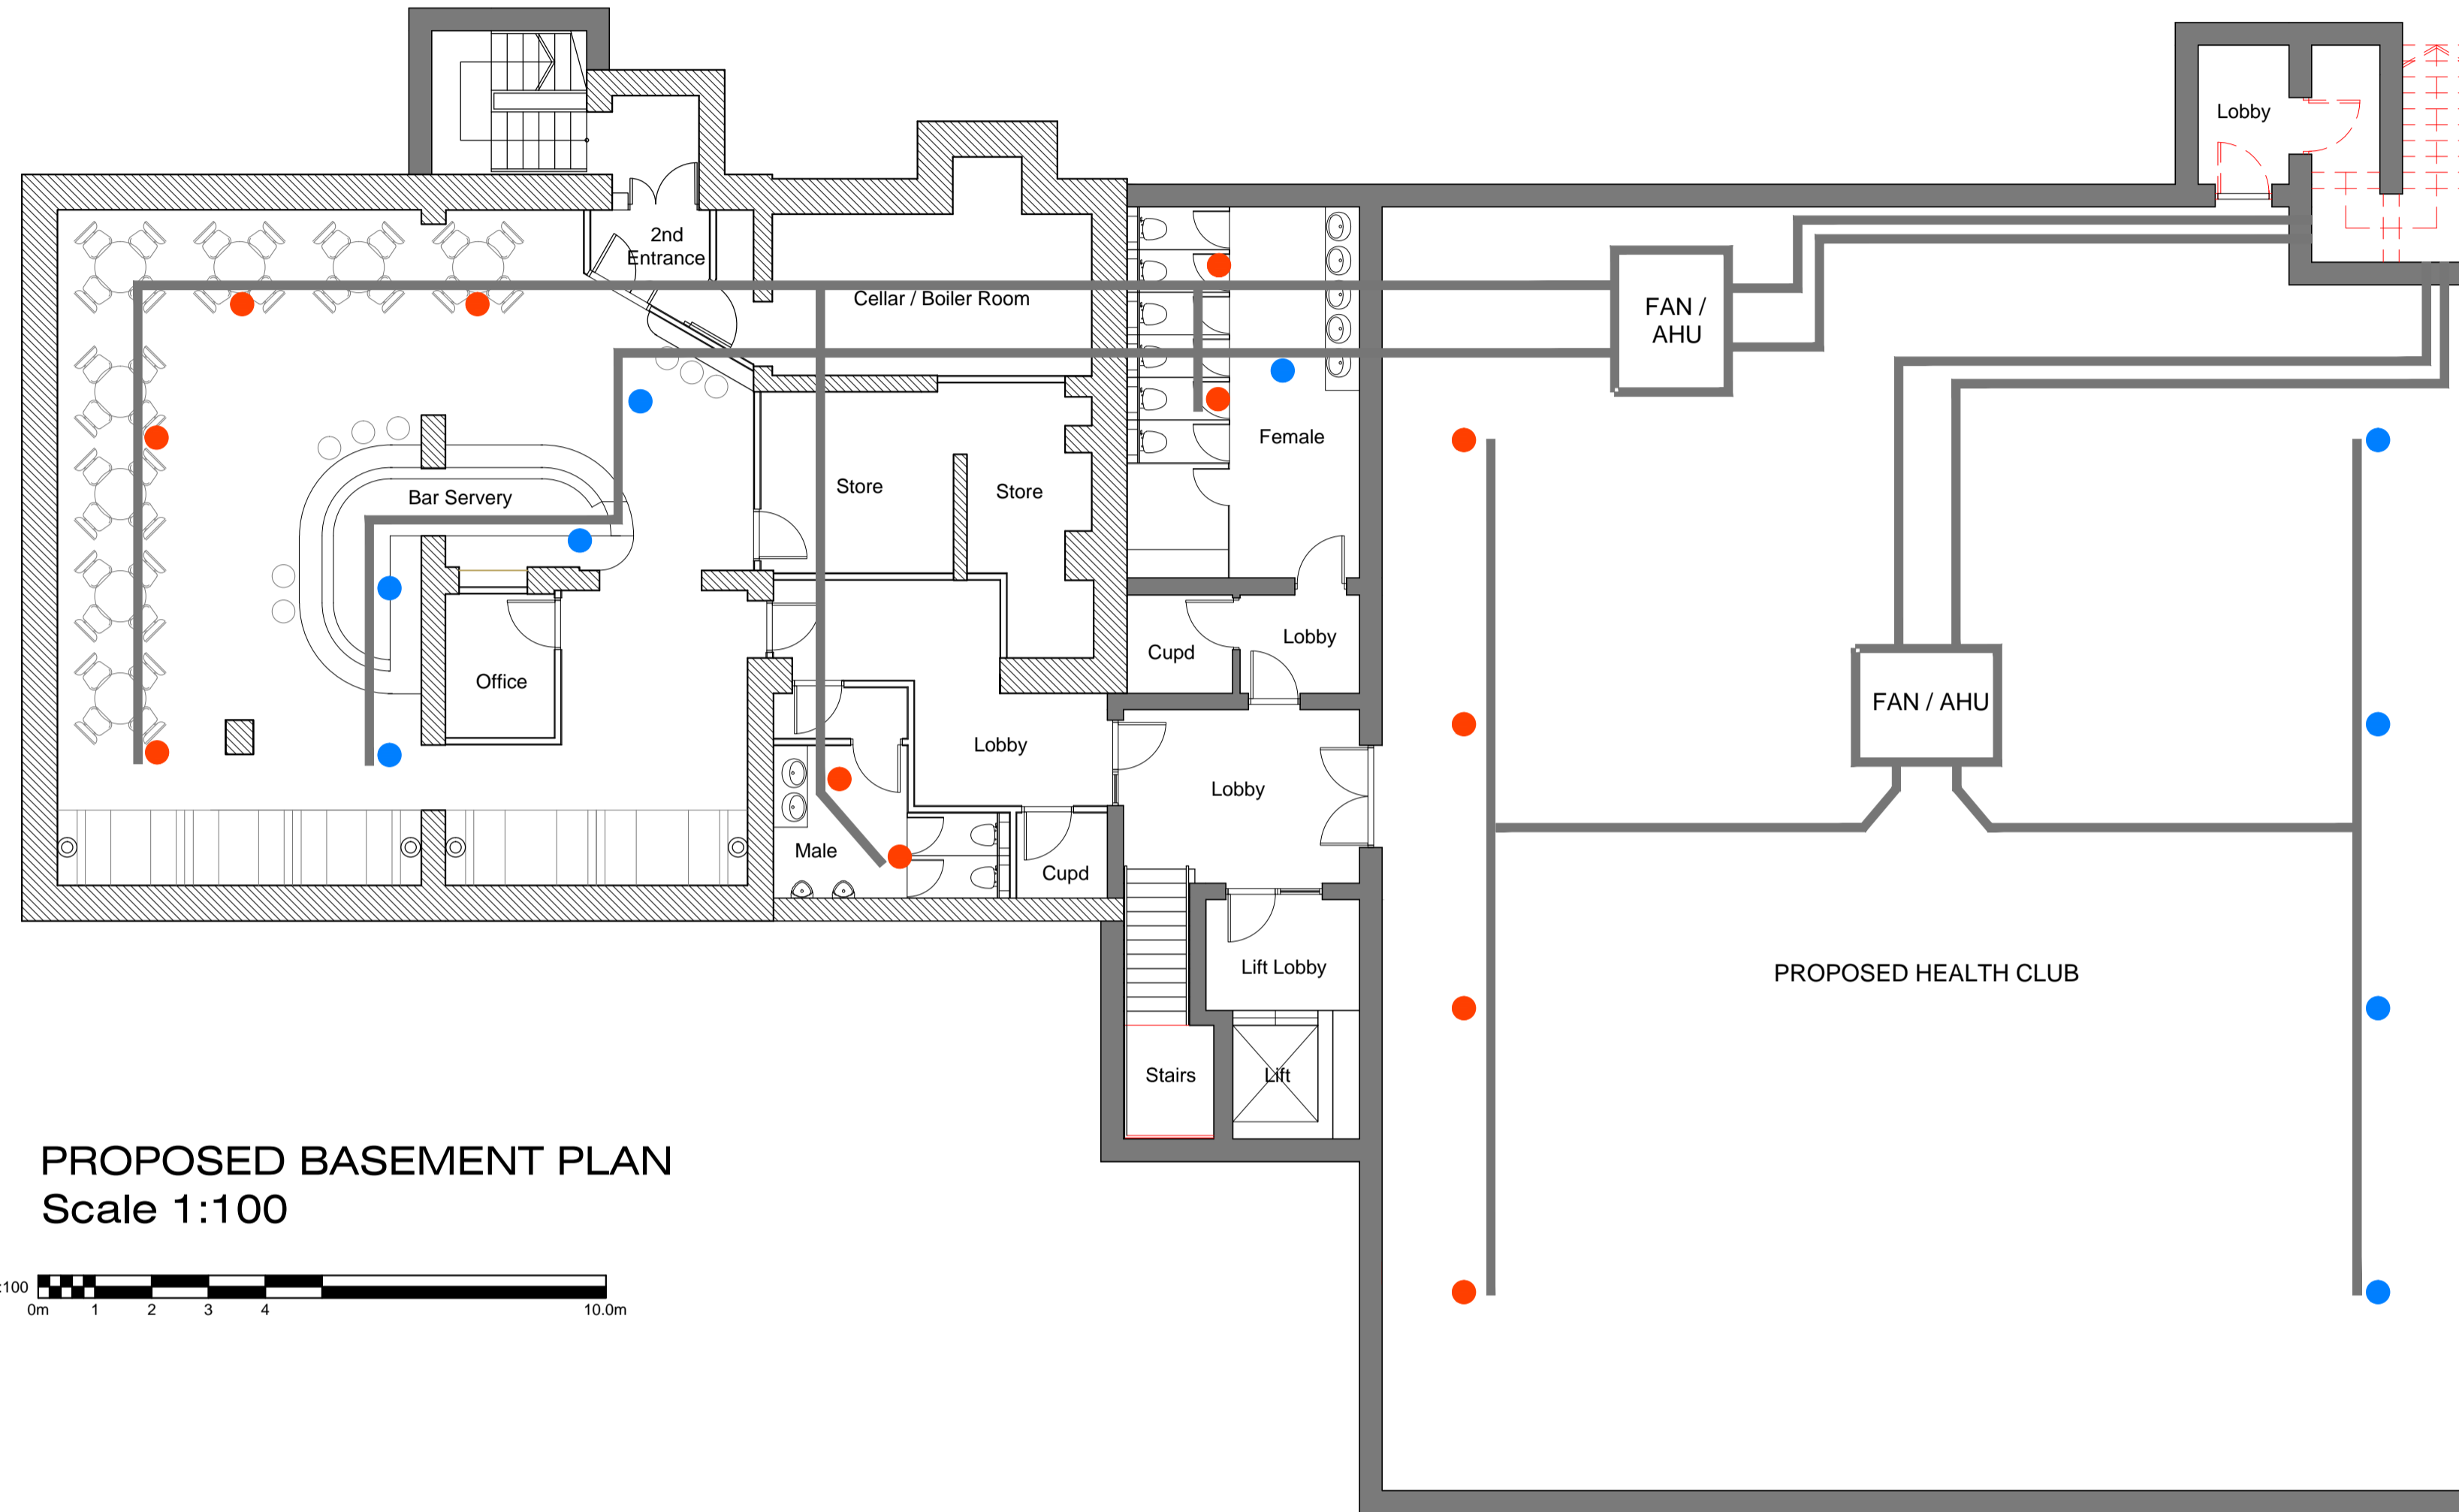 Lobby
2nd
Entrance
Cellar / Boiler Room
FAN /
AHU
Female
Bar Servery
Store
Store
Lobby
Cupd
Office
FAN / AHU
Lobby
Lobby
Male
Cupd
Lift Lobby
PROPOSED HEALTH CLUB
Stairs
Lift
PROPOSED BASEMENT PLAN
Scale 1:100
:100
0m 1 2 3 4 10.0m